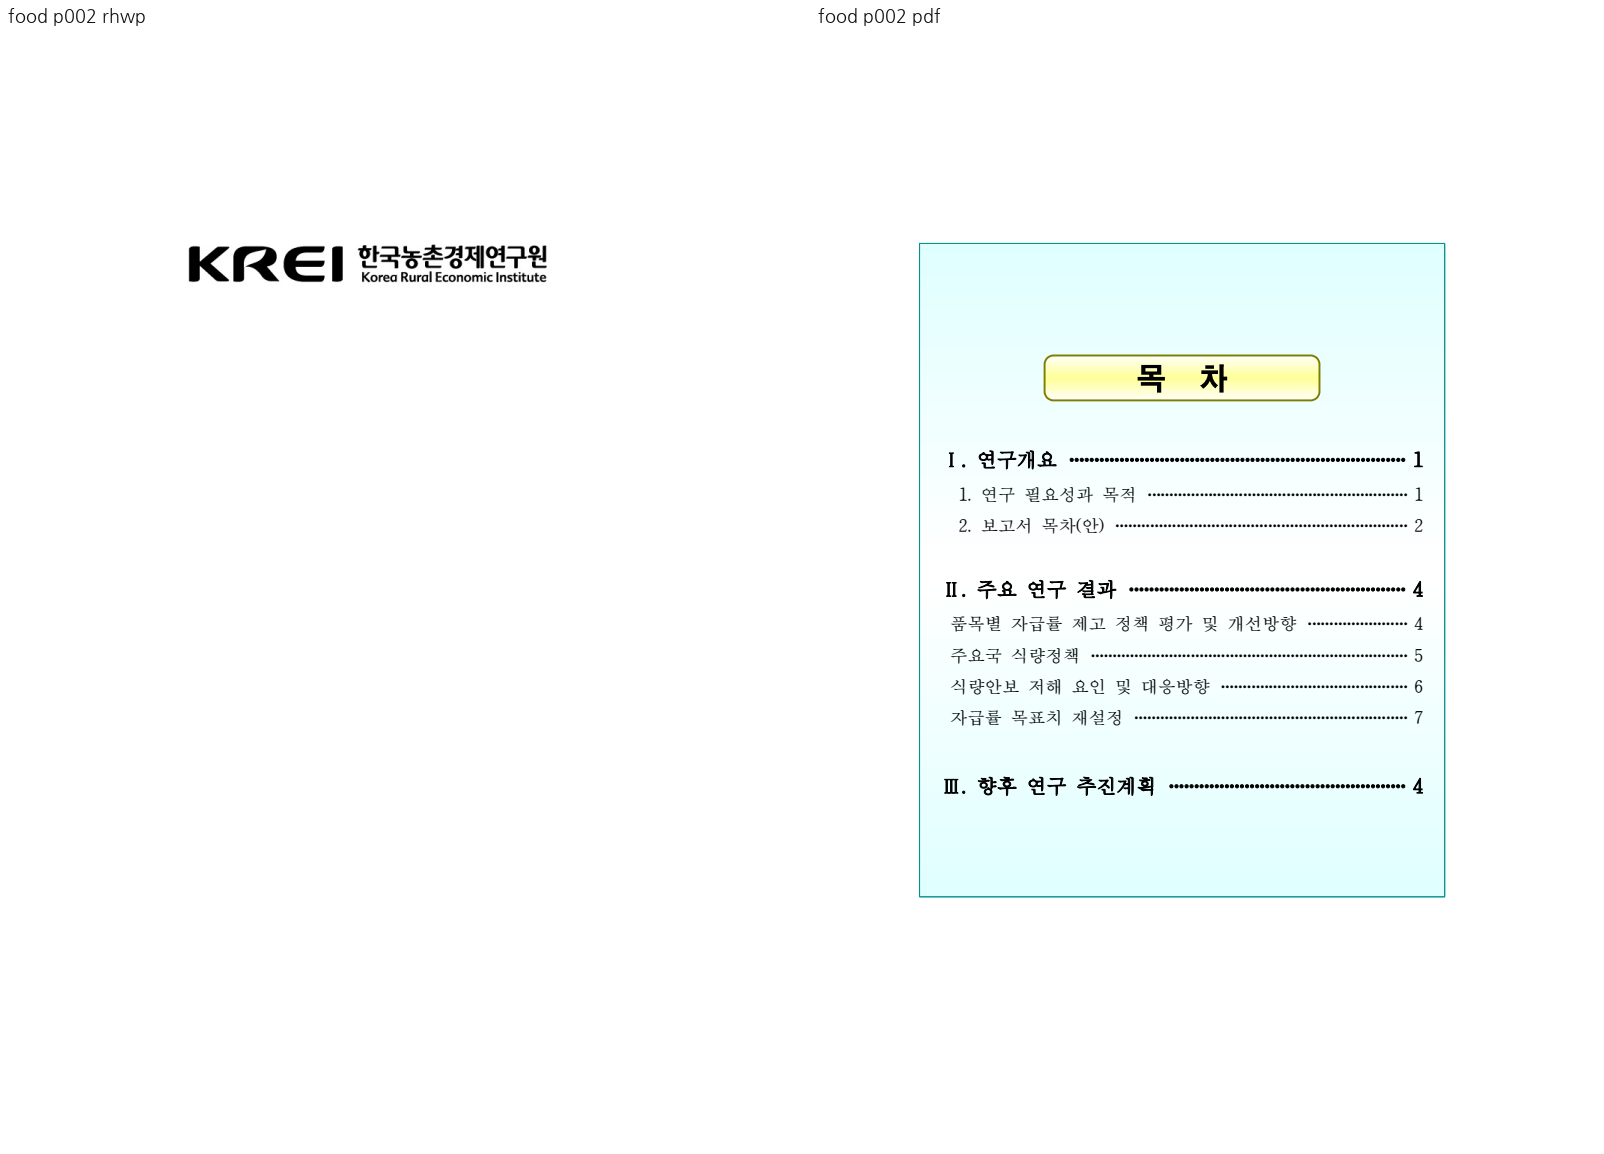 food p002 rhwp
food p002 pdf
KREI 한국농촌경제연구원
Korea Rural Economic Institute
목 차
Ⅰ. 연구개요 ························ 1
1. 연구 필요성과 목적 ························ 1
2. 보고서 목차(안) ························ 2
Ⅱ. 주요 연구 결과 ························ 4
품목별 자급률 제고 정책 평가 및 개선방향 ························ 4
주요국 식량정책 ························ 5
식량안보 저해 요인 및 대응방향 ························ 6
자급률 목표치 재설정 ························ 7
Ⅲ. 향후 연구 추진계획 ························ 4